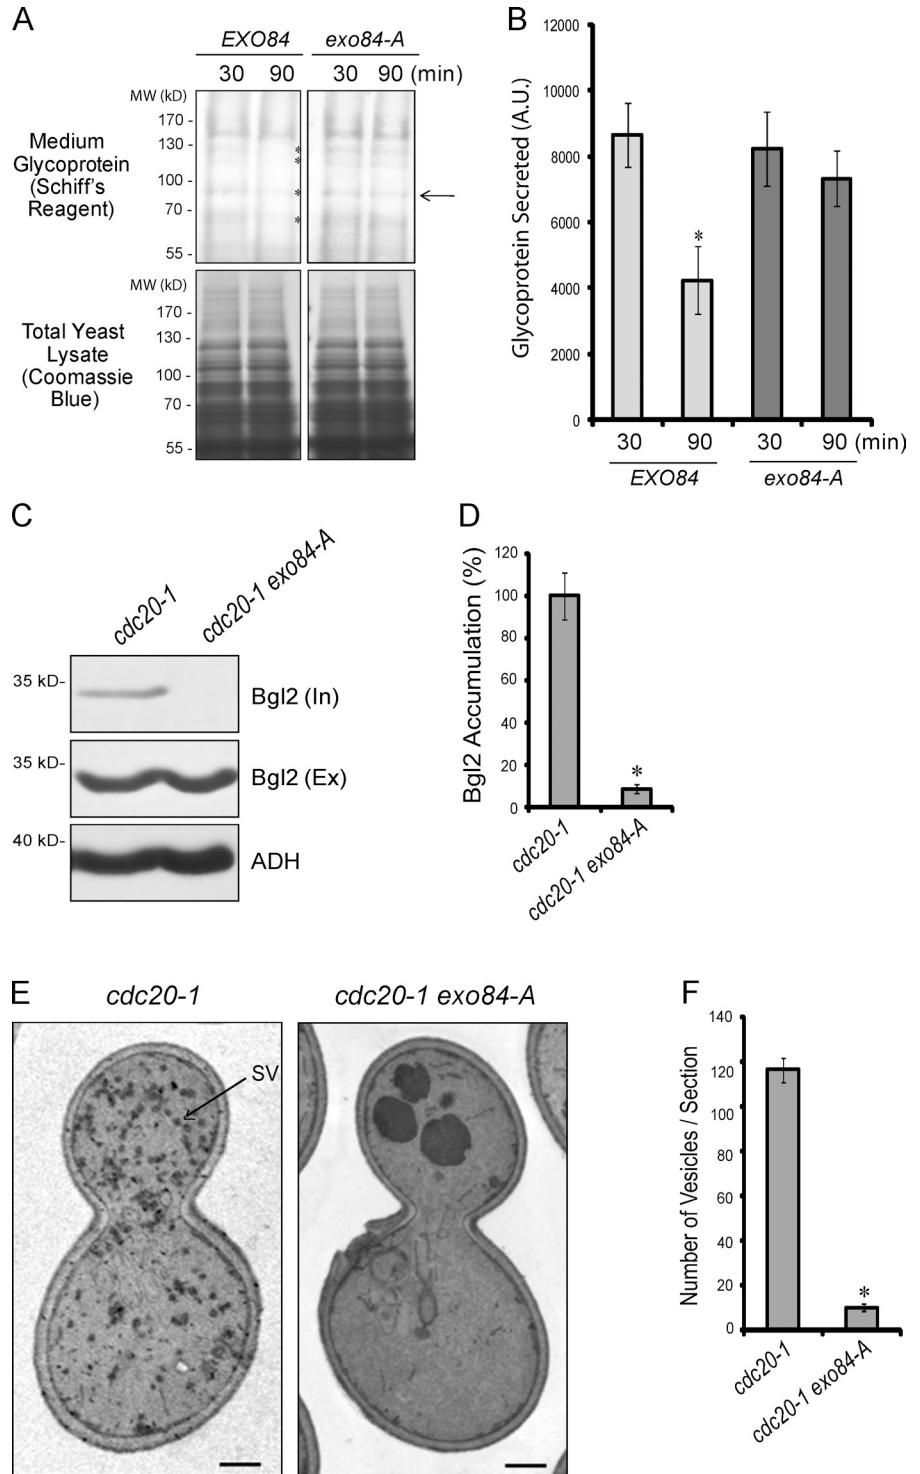 A
EXO84 exo84-A
30 90 30 90 (min)
MW (kD)
170 -
130 -
100 -
70 -
55 -
Medium
Glycoprotein
(Schiff's
Reagent)
*
*
*
*
MW (kD)
170 -
130 -
100 -
70 -
55 -
Total Yeast
Lysate
(Coomassie
Blue)
B
Glycoprotein Secreted (A.U.)
12000
10000
8000
6000
4000
2000
0
*
30 90 30 90 (min)
EXO84 exo84-A
C
cdc20-1 cdc20-1 exo84-A
35 kD-
Bgl2 (In)
35 kD-
Bgl2 (Ex)
40 kD-
ADH
D
Bgl2 Accumulation (%)
120
100
80
60
40
20
0
*
cdc20-1 cdc20-1 exo84-A
E
cdc20-1 cdc20-1 exo84-A
SV
F
Number of Vesicles / Section
140
120
100
80
60
40
20
0
*
cdc20-1 cdc20-1 exo84-A